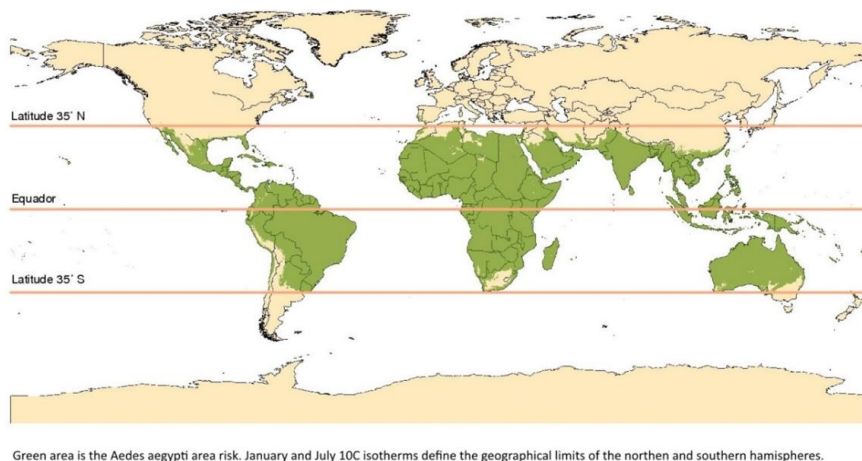 Latitude 35° N
Equador
Latitude 35° S
Green area is the Aedes aegypti area risk. January and July 10C isotherms define the geographical limits of the northen and southern hamispheres.